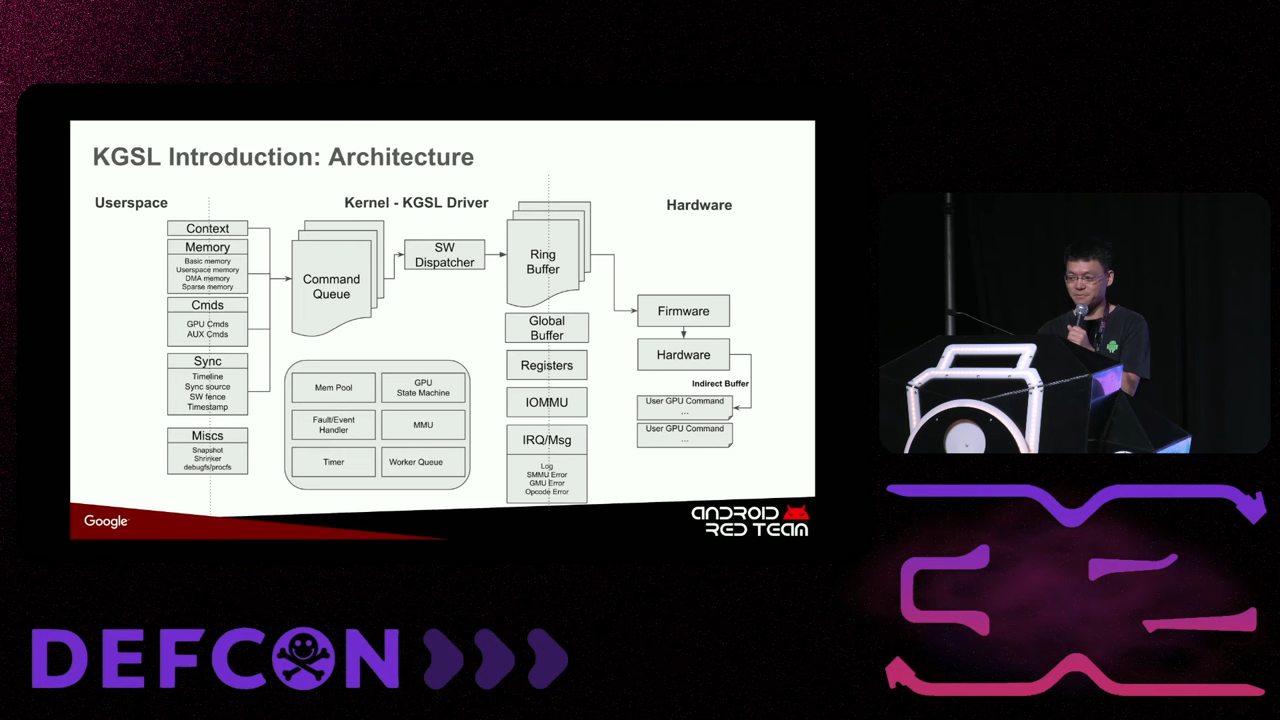 KGSL Introduction: Architecture
Userspace
Kernel - KGSL Driver
Hardware
Context
Memory
Basic memory
Userspace memory
DMA memory
Sparse memory
Cmds
GPU Cmds
AUX Cmds
Sync
Timeline
Sync source
SW fence
Timestamp
Miscs
Snapshot
Shrinker
debugfs/procfs
Command
Queue
SW
Dispatcher
Mem Pool
GPU
State Machine
Fault/Event
Handler
MMU
Timer
Worker Queue
Ring
Buffer
Global
Buffer
Registers
IOMMU
IRQ/Msg
Log
SMMU Error
GMU Error
Opcode Error
Firmware
Hardware
Indirect Buffer
User GPU Command
...
User GPU Command
...
Google
ANDROID
RED TEAM
DEFCON